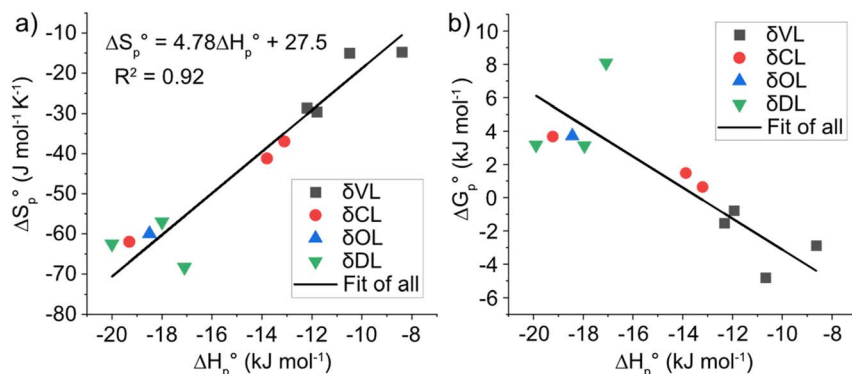 a)
ΔSₚ° = 4.78ΔHₚ° + 27.5
R² = 0.92
ΔSₚ° (J mol⁻¹ K⁻¹)
-10
-20
-30
-40
-50
-60
-70
-80
δVL
δCL
δOL
δDL
Fit of all
-20 -18 -16 -14 -12 -10 -8
ΔHₚ° (kJ mol⁻¹)
b)
ΔGₚ° (kJ mol⁻¹)
8
6
4
2
0
-2
-4
-6
δVL
δCL
δOL
δDL
Fit of all
-20 -18 -16 -14 -12 -10 -8
ΔHₚ° (kJ mol⁻¹)